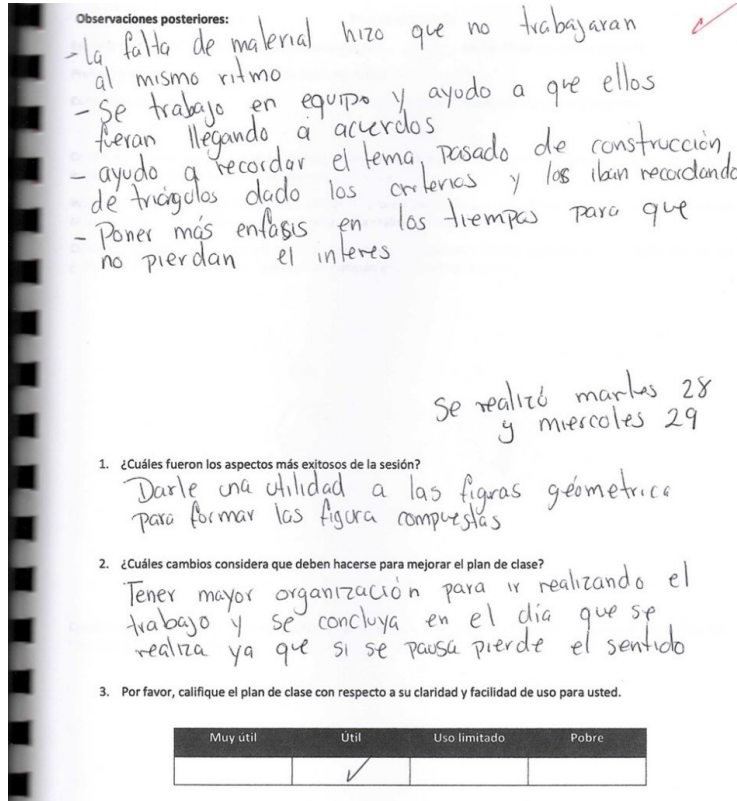 Observaciones posteriores:
- La falta de material hizo que no trabajaran
al mismo ritmo
- Se trabajo en equipo y ayudo a que ellos
fueran llegando a acuerdos
- ayudo a recordar el tema pasado de construcción
de triángulos dado los criterios y los iban recordando
- Poner más enfasis en los tiempos para que
no pierdan el interes
Se realizó martes 28
y miercoles 29
1. ¿Cuáles fueron los aspectos más exitosos de la sesión?
Darle una utilidad a las figuras géometrica
para formar las figura compuestas
2. ¿Cuáles cambios considera que deben hacerse para mejorar el plan de clase?
Tener mayor organización para ir realizando el
trabajo y se concluya en el día que se
realiza ya que si se pausa pierde el sentido
3. Por favor, califique el plan de clase con respecto a su claridad y facilidad de uso para usted.
Muy útil Útil Uso limitado Pobre